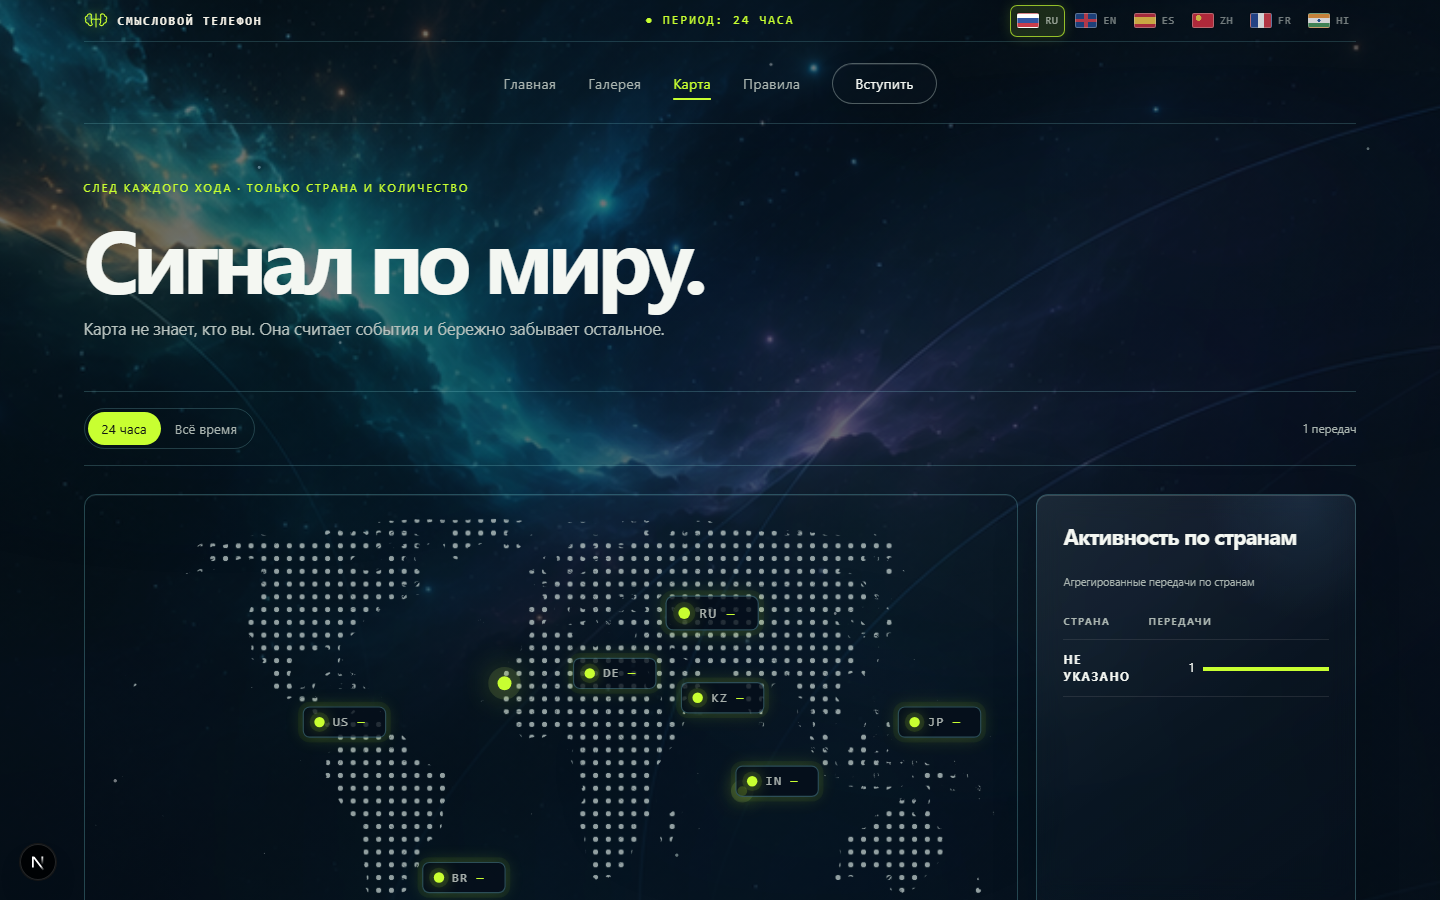 СМЫСЛОВОЙ ТЕЛЕФОН
ПЕРИОД: 24 ЧАСА
RU EN ES ZH FR HI
Главная Галерея Карта Правила Вступить
СЛЕД КАЖДОГО ХОДА · ТОЛЬКО СТРАНА И КОЛИЧЕСТВО
Сигнал по миру.
Карта не знает, кто вы. Она считает события и бережно забывает остальное.
24 часа Всё время
1 передач
RU —
DE —
KZ —
US —
JP —
IN —
BR —
Активность по странам
Агрегированные передачи по странам
СТРАНА ПЕРЕДАЧИ
НЕ
УКАЗАНО 1
N